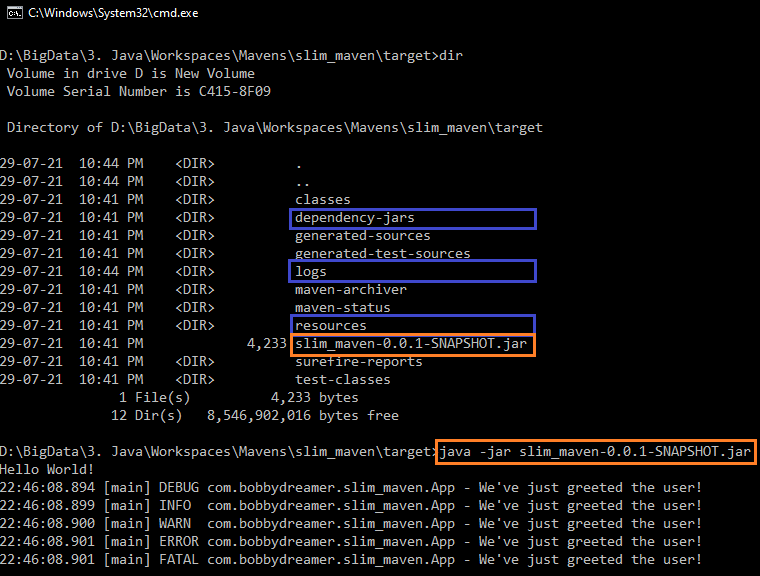 C:\Windows\System32\cmd.exe
D:\BigData\3. Java\Workspaces\Mavens\slim_maven\target>dir
Volume in drive D is New Volume
Volume Serial Number is C415-8F09
Directory of D:\BigData\3. Java\Workspaces\Mavens\slim_maven\target
29-07-21  10:44 PM    <DIR>          .
29-07-21  10:44 PM    <DIR>          ..
29-07-21  10:41 PM    <DIR>          classes
29-07-21  10:41 PM    <DIR>          dependency-jars
29-07-21  10:41 PM    <DIR>          generated-sources
29-07-21  10:41 PM    <DIR>          generated-test-sources
29-07-21  10:44 PM    <DIR>          logs
29-07-21  10:41 PM    <DIR>          maven-archiver
29-07-21  10:41 PM    <DIR>          maven-status
29-07-21  10:41 PM    <DIR>          resources
29-07-21  10:41 PM             4,233 slim_maven-0.0.1-SNAPSHOT.jar
29-07-21  10:41 PM    <DIR>          surefire-reports
29-07-21  10:41 PM    <DIR>          test-classes
1 File(s)          4,233 bytes
12 Dir(s)   8,546,902,016 bytes free
D:\BigData\3. Java\Workspaces\Mavens\slim_maven\target>java -jar slim_maven-0.0.1-SNAPSHOT.jar
Hello World!
22:46:08.894 [main] DEBUG com.bobbydreamer.slim_maven.App - We've just greeted the user!
22:46:08.899 [main] INFO  com.bobbydreamer.slim_maven.App - We've just greeted the user!
22:46:08.900 [main] WARN  com.bobbydreamer.slim_maven.App - We've just greeted the user!
22:46:08.901 [main] ERROR com.bobbydreamer.slim_maven.App - We've just greeted the user!
22:46:08.901 [main] FATAL com.bobbydreamer.slim_maven.App - We've just greeted the user!